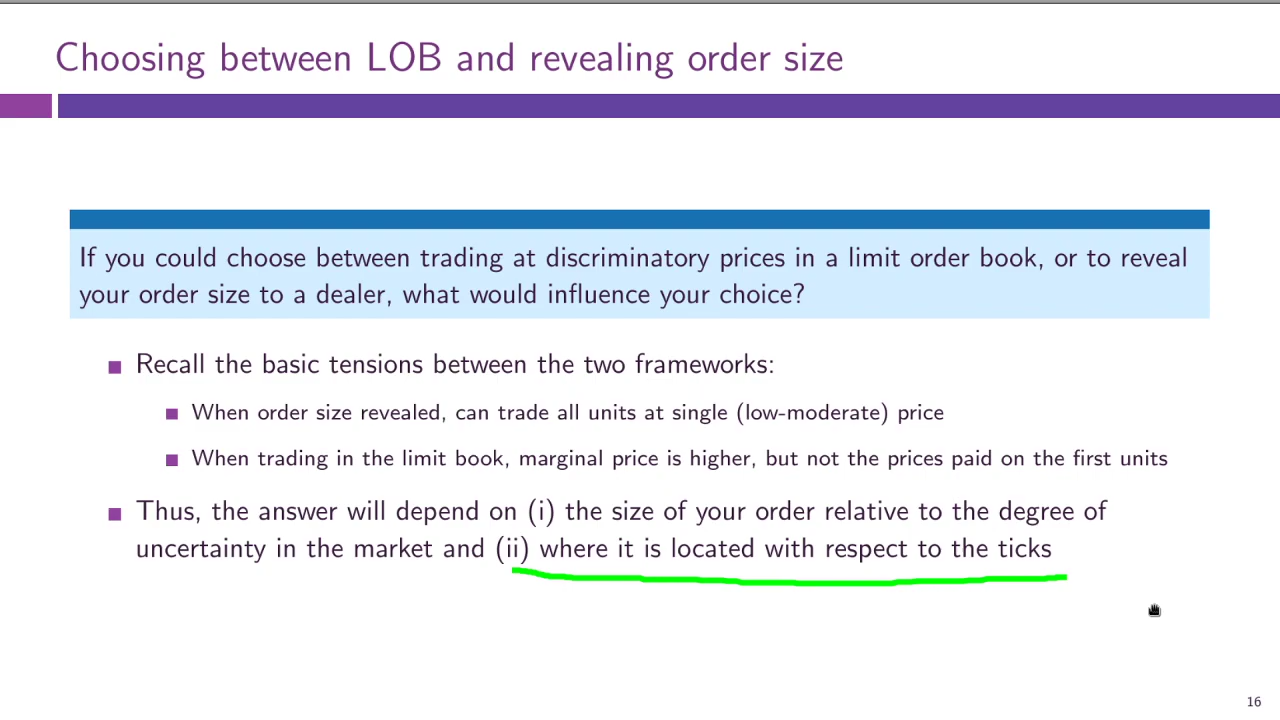 Choosing between LOB and revealing order size
If you could choose between trading at discriminatory prices in a limit order book, or to reveal
your order size to a dealer, what would influence your choice?
Recall the basic tensions between the two frameworks:
When order size revealed, can trade all units at single (low-moderate) price
When trading in the limit book, marginal price is higher, but not the prices paid on the first units
Thus, the answer will depend on (i) the size of your order relative to the degree of
uncertainty in the market and (ii) where it is located with respect to the ticks
16